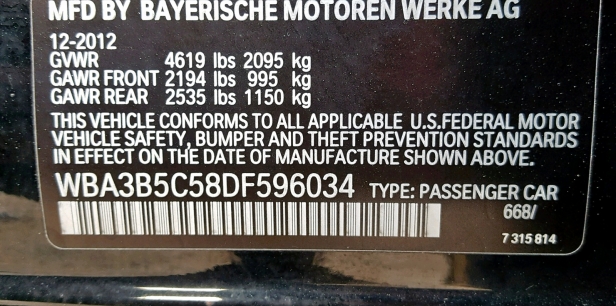 MFD BY BAYERISCHE MOTOREN WERKE AG
12-2012
GVWR 4619 lbs 2095 kg
GAWR FRONT 2194 lbs 995 kg
GAWR REAR 2535 lbs 1150 kg
THIS VEHICLE CONFORMS TO ALL APPLICABLE U.S.FEDERAL MOTOR
VEHICLE SAFETY, BUMPER AND THEFT PREVENTION STANDARDS
IN EFFECT ON THE DATE OF MANUFACTURE SHOWN ABOVE.
WBA3B5C58DF596034 TYPE: PASSENGER CAR
668/
7 315 814